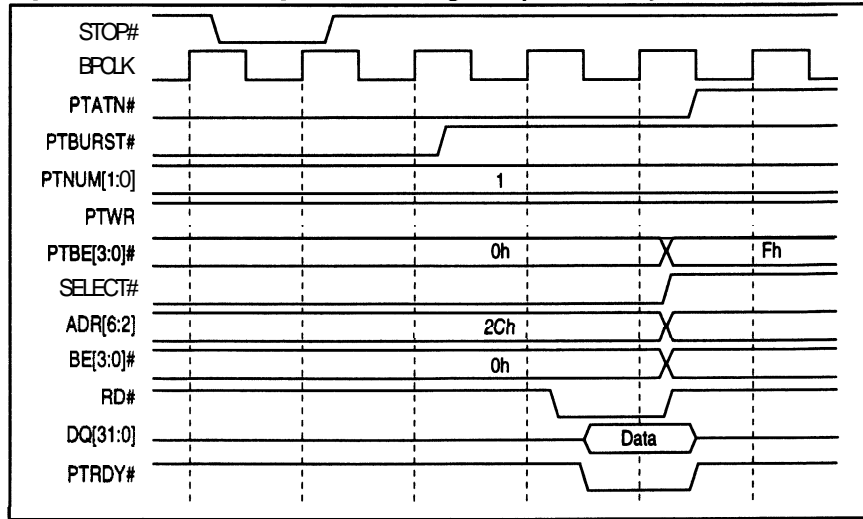 STOP#
BPCLK
PTATN#
PTBURST#
PTNUM[1:0] 1
PTWR
PTBE[3:0]# 0h Fh
SELECT#
ADR[6:2] 2Ch
BE[3:0]# 0h
RD#
DQ[31:0] Data
PTRDY#